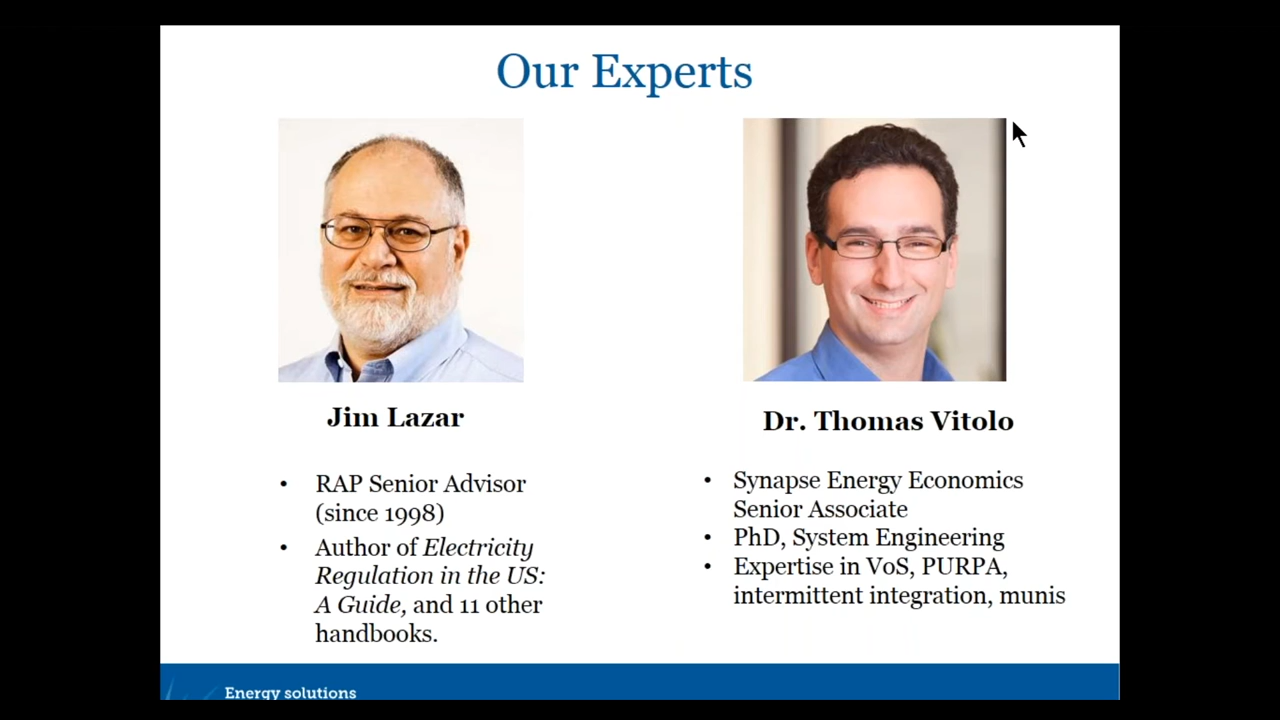 Our Experts
Jim Lazar
• RAP Senior Advisor
(since 1998)
• Author of Electricity
Regulation in the US:
A Guide, and 11 other
handbooks.
Dr. Thomas Vitolo
• Synapse Energy Economics
Senior Associate
• PhD, System Engineering
• Expertise in VoS, PURPA,
intermittent integration, munis
Energy solutions